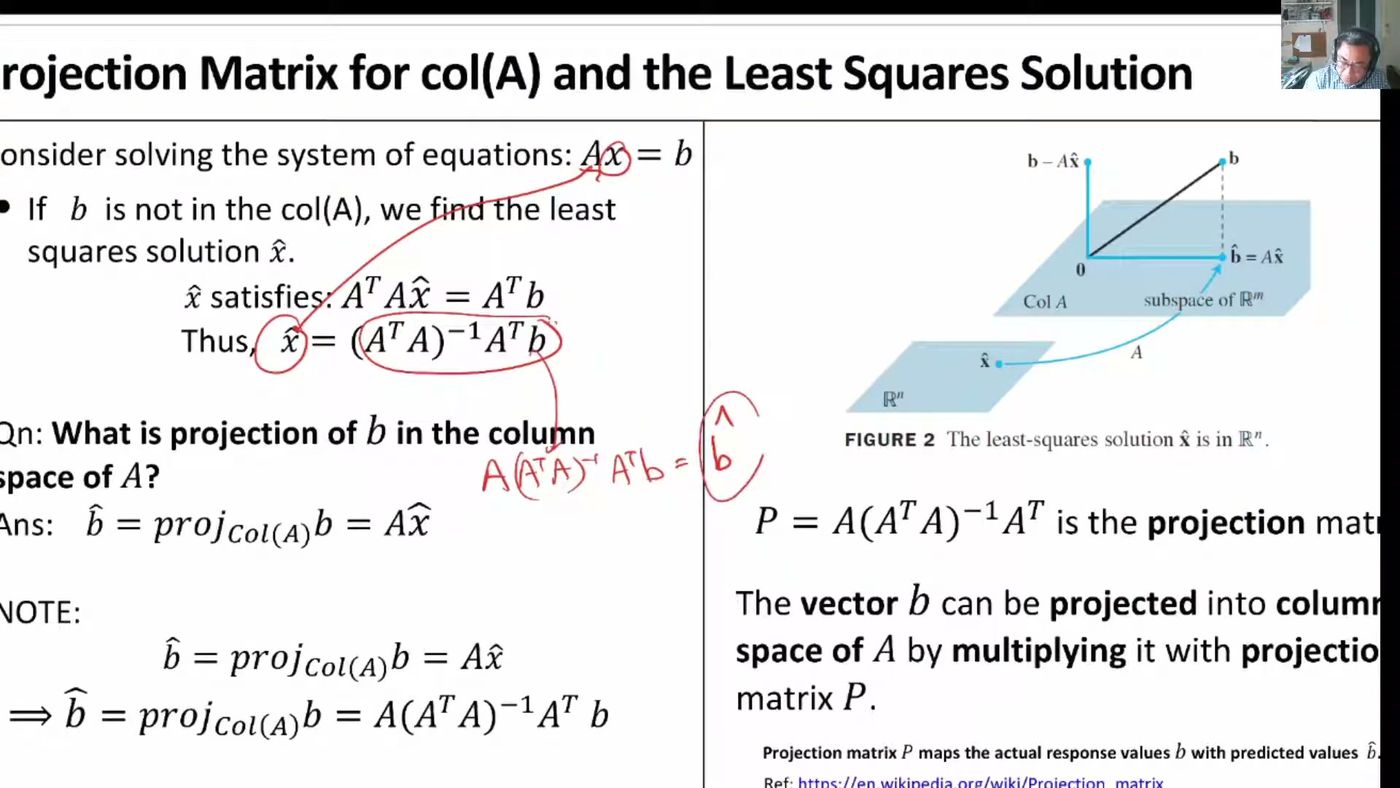 rojection Matrix for col(A) and the Least Squares Solution
onsider solving the system of equations: Ax = b
• If b is not in the col(A), we find the least
squares solution x̂.
x̂ satisfies: AᵀAx̂ = Aᵀb
Thus, x̂ = (AᵀA)⁻¹Aᵀb
Qn: What is projection of b in the column
space of A?
A(AᵀA)⁻¹Aᵀb = b̂
Ans: b̂ = proj_Col(A) b = Ax̂
NOTE:
b̂ = proj_Col(A) b = Ax̂
⟹ b̂ = proj_Col(A) b = A(AᵀA)⁻¹Aᵀ b
b – Ax̂
b
0
b̂ = Ax̂
Col A
subspace of ℝᵐ
x̂
A
ℝⁿ
FIGURE 2 The least-squares solution x̂ is in ℝⁿ.
P = A(AᵀA)⁻¹Aᵀ is the projection matr
The vector b can be projected into column
space of A by multiplying it with projectio
matrix P.
Projection matrix P maps the actual response values b with predicted values b̂.
Ref: https://en.wikipedia.org/wiki/Projection_matrix